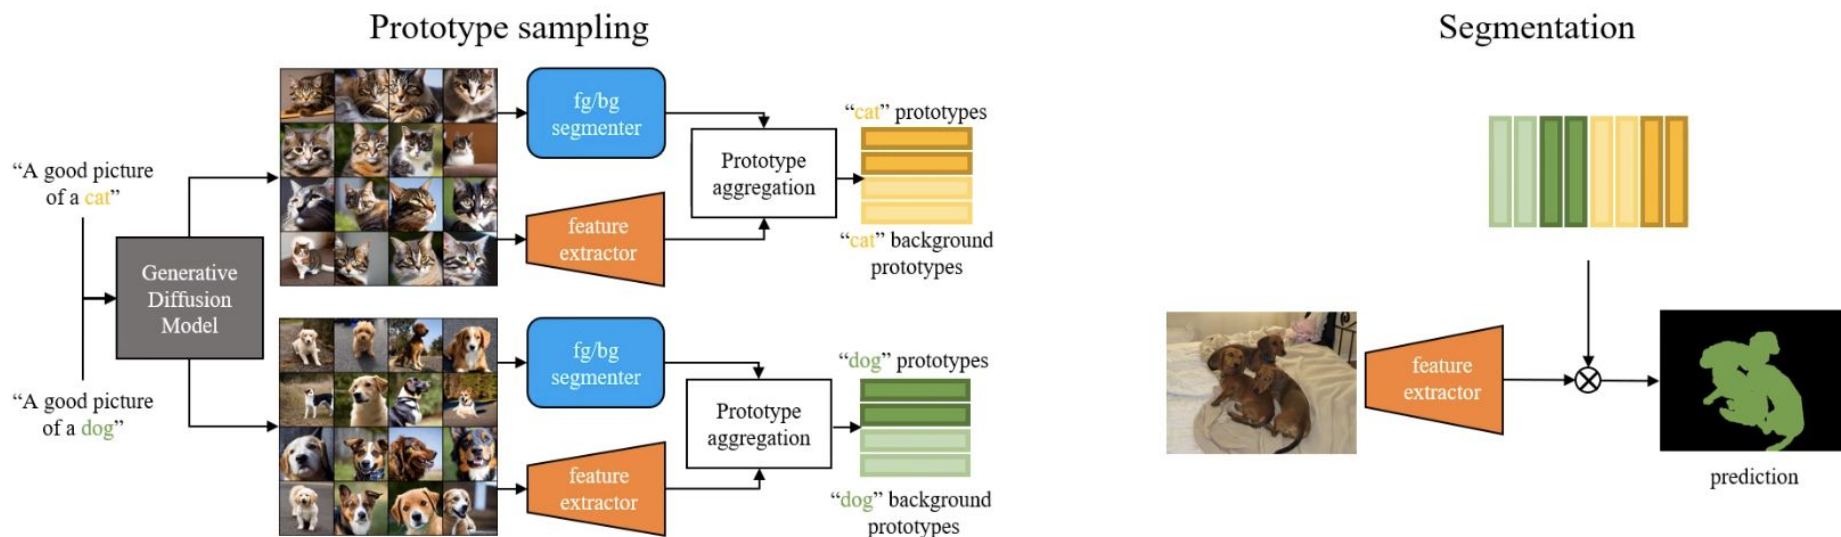 Prototype sampling
“A good picture
of a cat”
Generative
Diffusion
Model
“A good picture
of a dog”
fg/bg
segmenter
feature
extractor
Prototype
aggregation
“cat” prototypes
“cat” background
prototypes
fg/bg
segmenter
feature
extractor
Prototype
aggregation
“dog” prototypes
“dog” background
prototypes
Segmentation
feature
extractor
prediction